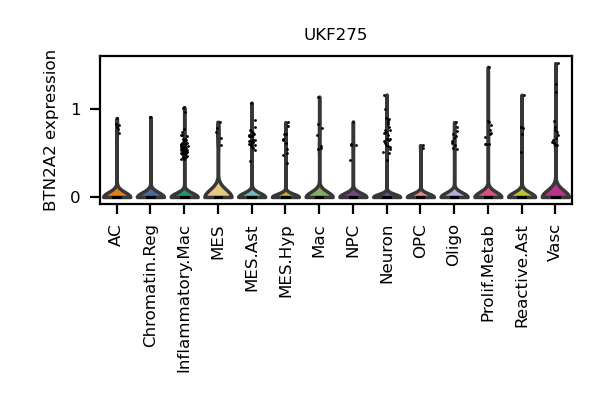 UKF275
BTN2A2 expression
1
0
AC
Chromatin.Reg
Inflammatory.Mac
MES
MES.Ast
MES.Hyp
Mac
NPC
Neuron
OPC
Oligo
Prolif.Metab
Reactive.Ast
Vasc